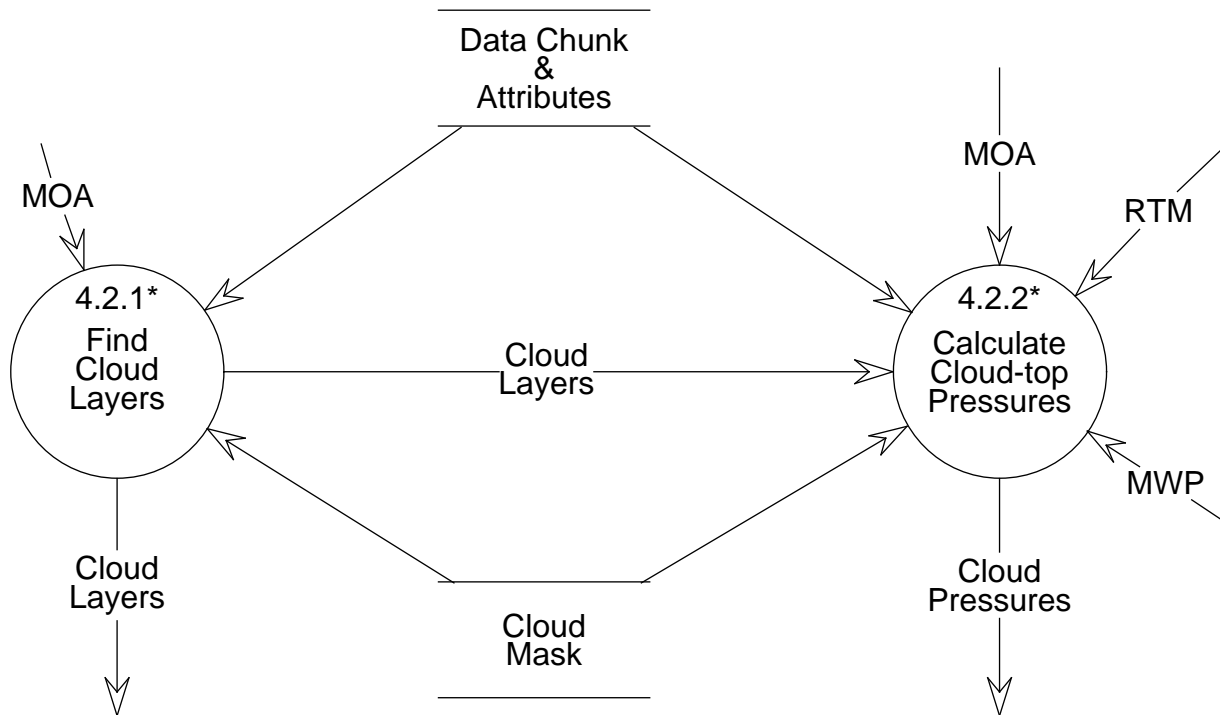 Data Chunk
&
Attributes
MOA
MOA
RTM
4.2.1*
Find
Cloud
Layers
Cloud
Layers
4.2.2*
Calculate
Cloud-top
Pressures
MWP
Cloud
Layers
Cloud
Mask
Cloud
Pressures